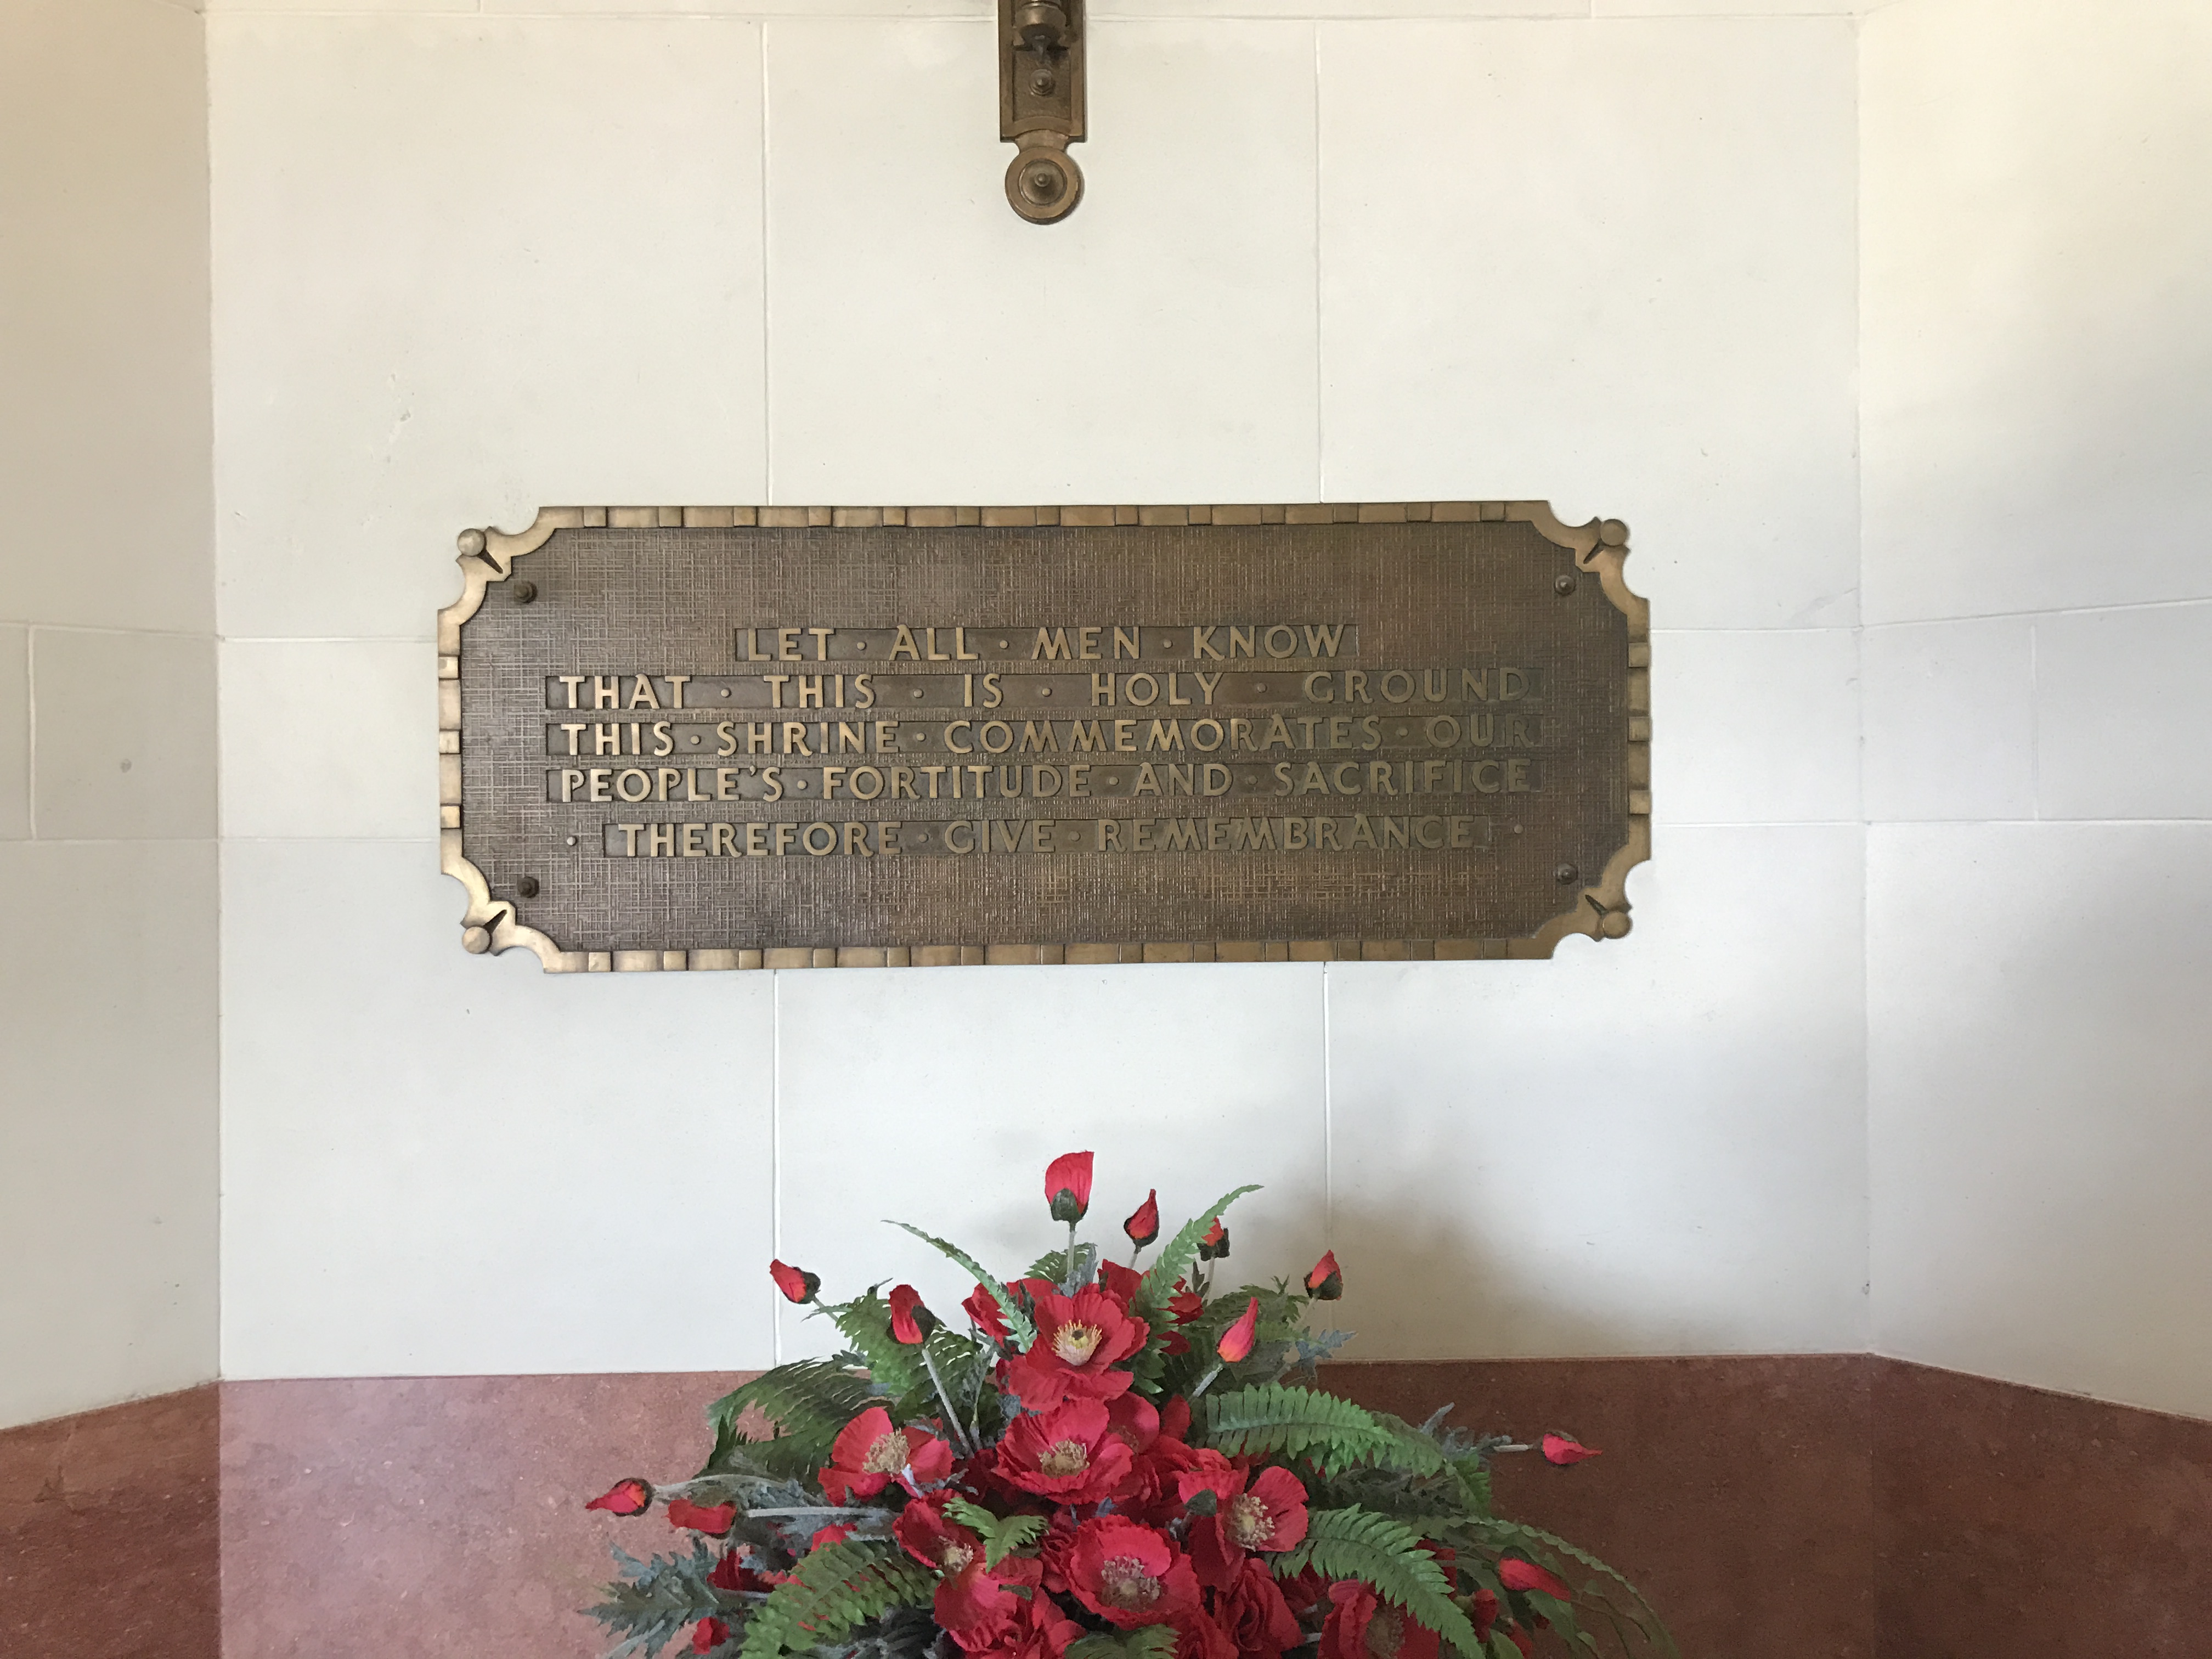 LET · ALL · MEN · KNOW
THAT · THIS · IS · HOLY · GROUND
THIS · SHRINE · COMMEMORATES · OUR
PEOPLE'S · FORTITUDE · AND · SACRIFICE
· THEREFORE · GIVE · REMEMBRANCE ·